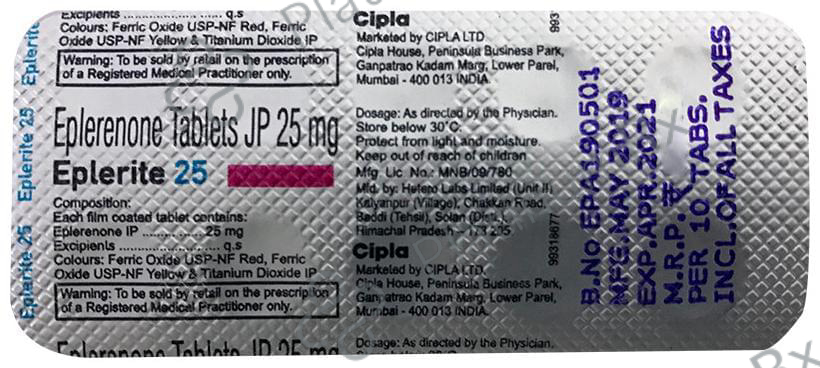 Eplerite 25
Eplerite 25
Eplerite
Excipients .................. q.s
Colours: Ferric Oxide USP-NF Red, Ferric
Oxide USP-NF Yellow & Titanium Dioxide IP
Warning: To be sold by retail on the prescription
of a Registered Medical Practitioner only.
Eplerenone Tablets JP 25 mg
Eplerite 25
Composition:
Each film coated tablet contains:
Eplerenone IP .................. 25 mg
Excipients .................. q.s
Colours: Ferric Oxide USP-NF Red, Ferric
Oxide USP-NF Yellow & Titanium Dioxide IP
Warning: To be sold by retail on the prescription
of a Registered Medical Practitioner only.
Eplerenone Tablets JP 25 mg
Cipla
Marketed by CIPLA LTD
Cipla House, Peninsula Business Park,
Ganpatrao Kadam Marg, Lower Parel,
Mumbai - 400 013 INDIA.
Dosage: As directed by the Physician.
Store below 30°C:
Protect from light and moisture.
Keep out of reach of children
Mfg. Lic. No.: MNB/09/780
Mfd. by: Hetero Labs Limited (Unit II)
Kalyanpur (Village), Chakkan Road,
Baddi (Tehsil), Solan (Dist.),
Himachal Pradesh - 173 205.
Cipla
Marketed by CIPLA LTD.
Cipla House, Peninsula Business Park,
Ganpatrao Kadam Marg, Lower Parel,
Mumbai - 400 013 INDIA.
Dosage: As directed by the Physician.
993
99318677
B.No EPA190501
MFG.MAY 2019
EXP.APR.2021
M.R.P. ₹
PER 10 TABS.
INCL.OF ALL TAXES